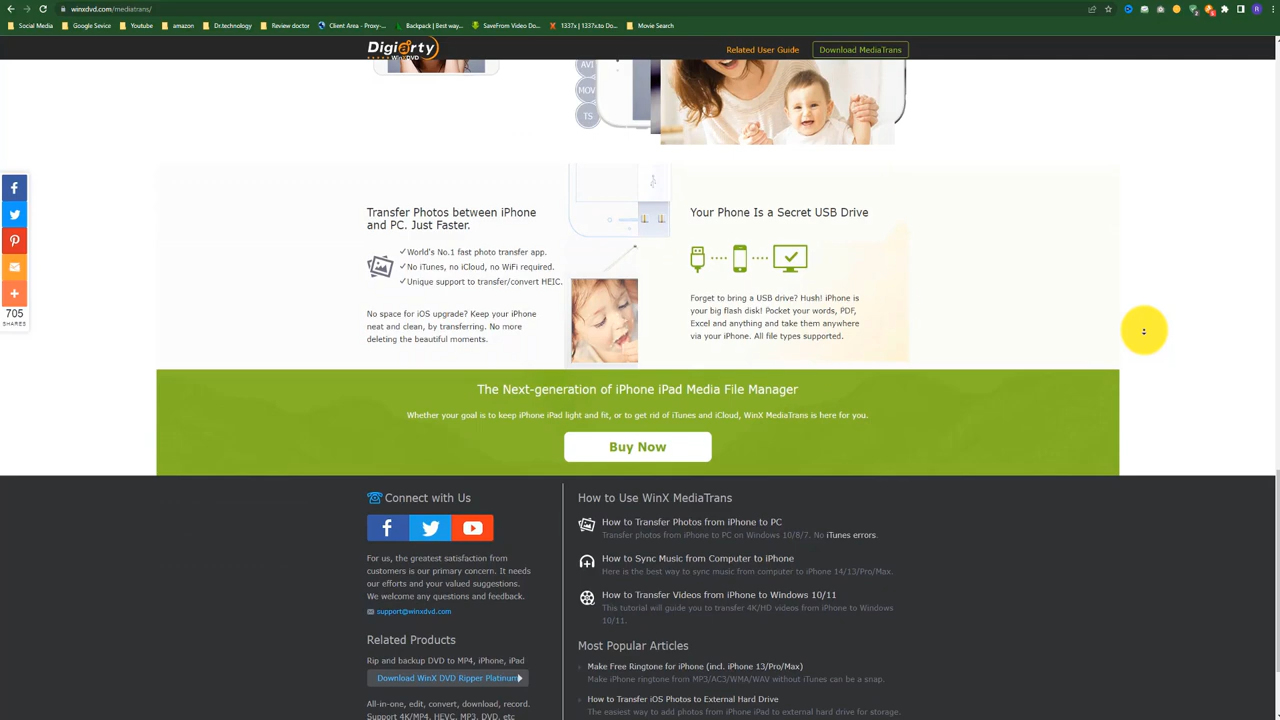 winxdvd.com/mediatrans/
Social Media Google Sevice Youtube amazon Dr.technology Review doctor Client Area - Proxy-... Backpack | Best way... SaveFrom Video Do... 1337x | 1337x.to Do... Movie Search
Digiarty
WinX DVD
Related User Guide Download MediaTrans
AVI
MOV
TS
Transfer Photos between iPhone
and PC. Just Faster.
World's No.1 fast photo transfer app.
No iTunes, no iCloud, no WiFi required.
Unique support to transfer/convert HEIC.
No space for iOS upgrade? Keep your iPhone
neat and clean, by transferring. No more
deleting the beautiful moments.
Your Phone Is a Secret USB Drive
Forget to bring a USB drive? Hush! iPhone is
your big flash disk! Pocket your words, PDF,
Excel and anything and take them anywhere
via your iPhone. All file types supported.
705
SHARES
The Next-generation of iPhone iPad Media File Manager
Whether your goal is to keep iPhone iPad light and fit, or to get rid of iTunes and iCloud, WinX MediaTrans is here for you.
Buy Now
Connect with Us
For us, the greatest satisfaction from
customers is our primary concern. It needs
our efforts and your valued suggestions.
We welcome any questions and feedback.
support@winxdvd.com
Related Products
Rip and backup DVD to MP4, iPhone, iPad
Download WinX DVD Ripper Platinum
All-in-one, edit, convert, download, record.
Support 4K/MP4, HEVC, MP3, DVD, etc
How to Use WinX MediaTrans
How to Transfer Photos from iPhone to PC
Transfer photos from iPhone to PC on Windows 10/8/7. No iTunes errors.
How to Sync Music from Computer to iPhone
Here is the best way to sync music from computer to iPhone 14/13/Pro/Max.
How to Transfer Videos from iPhone to Windows 10/11
This tutorial will guide you to transfer 4K/HD videos from iPhone to Windows
10/11.
Most Popular Articles
Make Free Ringtone for iPhone (incl. iPhone 13/Pro/Max)
Make iPhone ringtone from MP3/AC3/WMA/WAV without iTunes can be a snap.
How to Transfer iOS Photos to External Hard Drive
The easiest way to add photos from iPhone iPad to external hard drive for storage.